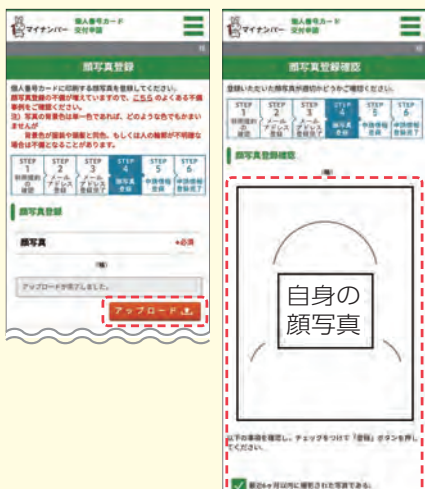 マイナンバー 個人番号カード
交付申請
顔写真登録
個人番号カードに印刷する顔写真を登録してください。
顔写真登録の不備が増えていますので、こちらのよくある不備
事例をご確認ください。
注）写真の背景色は単一色であれば、どのような色でもかまい
ませんが
背景色が服装や頭髪と同色、もしくは人の輪郭が不明確な
場合は不備となることがあります。
STEP 1 利用規約の確認
STEP 2 メールアドレス登録
STEP 3 メールアドレス登録完了
STEP 4 顔写真登録
STEP 5 申請情報登録
STEP 6 申請情報登録完了
顔写真登録
顔写真 *必須
アップロードが完了しました。
アップロード
マイナンバー 個人番号カード
交付申請
顔写真登録確認
登録いただいた顔写真が適切かどうかご確認ください。
STEP 1 利用規約の確認
STEP 2 メールアドレス登録
STEP 3 メールアドレス登録完了
STEP 4 顔写真登録
STEP 5 申請情報登録
STEP 6 申請情報登録完了
顔写真登録確認
自身の
顔写真
以下の事項を確認し、チェックをつけて「登録」ボタンを押し
てください。
最近6ヶ月以内に撮影された写真である。